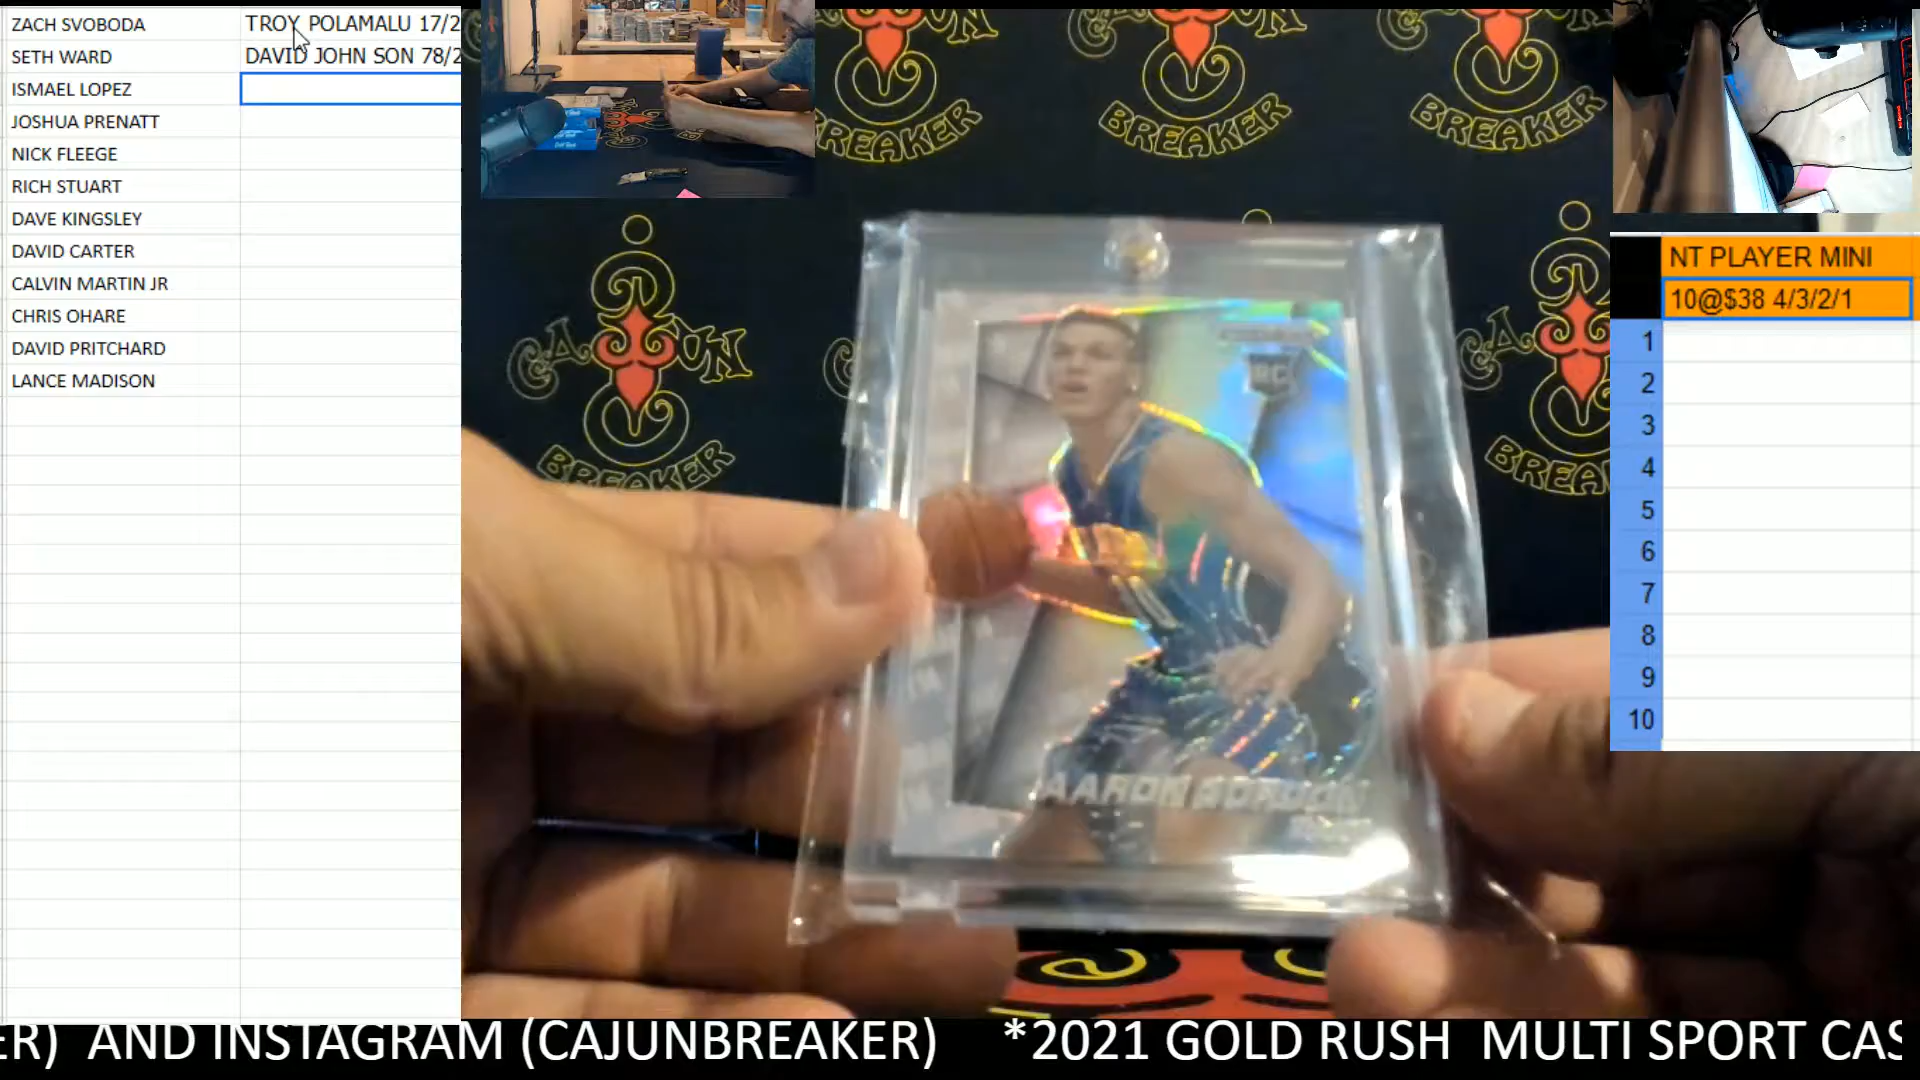 ZACH SVOBODA TROY POLAMALU 17/2
SETH WARD DAVID JOHN SON 78/2
ISMAEL LOPEZ
JOSHUA PRENATT
NICK FLEEGE
RICH STUART
DAVE KINGSLEY
DAVID CARTER
CALVIN MARTIN JR
CHRIS OHARE
DAVID PRITCHARD
LANCE MADISON
BREAKER
BREAKER
BREAKER
CAJUN
BREAKER
RC
AARON GORDON
NT PLAYER MINI
10@$38 4/3/2/1
1
2
3
4
5
6
7
8
9
10
ER) AND INSTAGRAM (CAJUNBREAKER) *2021 GOLD RUSH MULTI SPORT CAS